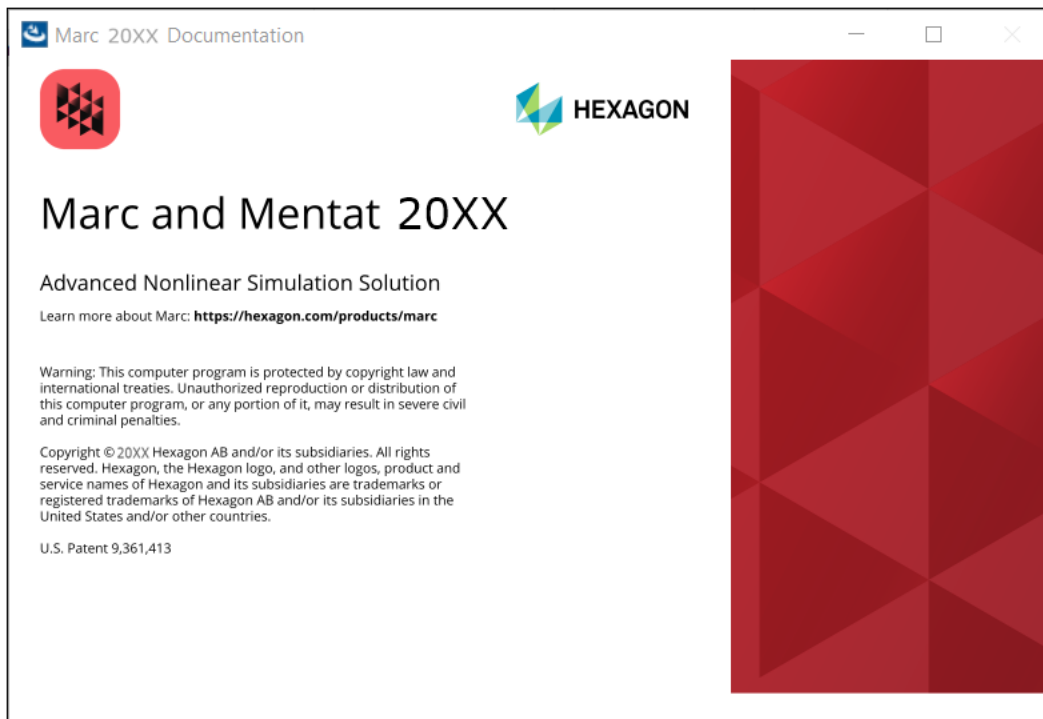 Marc 20XX Documentation
HEXAGON
Marc and Mentat 20XX
Advanced Nonlinear Simulation Solution
Learn more about Marc: https://hexagon.com/products/marc
Warning: This computer program is protected by copyright law and
international treaties. Unauthorized reproduction or distribution of
this computer program, or any portion of it, may result in severe civil
and criminal penalties.
Copyright © 20XX Hexagon AB and/or its subsidiaries. All rights
reserved. Hexagon, the Hexagon logo, and other logos, product and
service names of Hexagon and its subsidiaries are trademarks or
registered trademarks of Hexagon AB and/or its subsidiaries in the
United States and/or other countries.
U.S. Patent 9,361,413